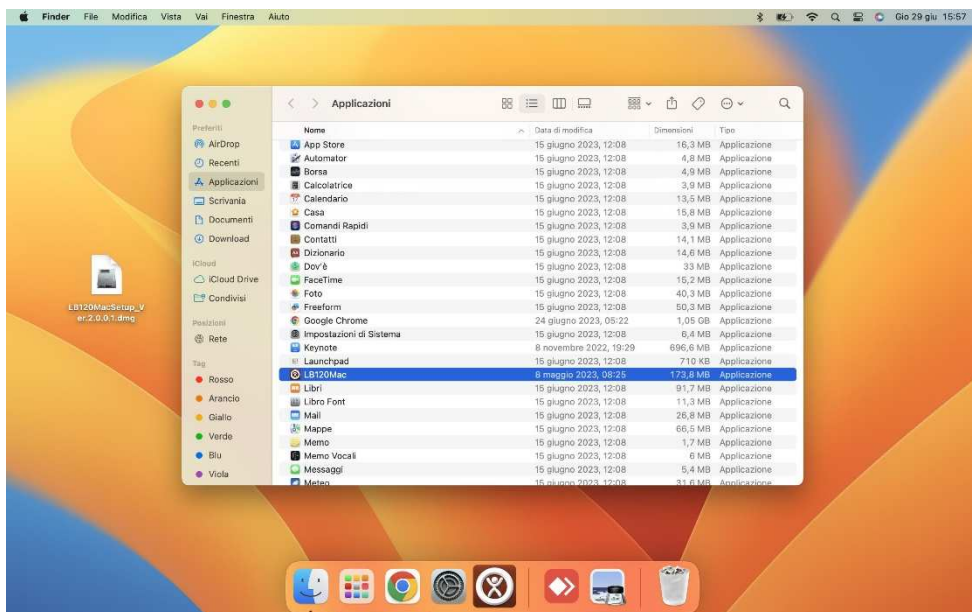 Finder File Modifica Vista Vai Finestra Aiuto Gio 29 giu 15:57
Applicazioni
Preferiti
AirDrop
Recenti
Applicazioni
Scrivania
Documenti
Download
iCloud
iCloud Drive
Condivisi
Posizioni
Rete
Tag
Rosso
Arancio
Giallo
Verde
Blu
Viola
Nome Data di modifica Dimensioni Tipo
App Store 15 giugno 2023, 12:08 16,3 MB Applicazione
Automator 15 giugno 2023, 12:08 4,8 MB Applicazione
Borsa 15 giugno 2023, 12:08 4,9 MB Applicazione
Calcolatrice 15 giugno 2023, 12:08 3,9 MB Applicazione
Calendario 15 giugno 2023, 12:08 13,5 MB Applicazione
Casa 15 giugno 2023, 12:08 15,8 MB Applicazione
Comandi Rapidi 15 giugno 2023, 12:08 3,9 MB Applicazione
Contatti 15 giugno 2023, 12:08 14,1 MB Applicazione
Dizionario 15 giugno 2023, 12:08 14,6 MB Applicazione
Dov'è 15 giugno 2023, 12:08 33 MB Applicazione
FaceTime 15 giugno 2023, 12:08 15,2 MB Applicazione
Foto 15 giugno 2023, 12:08 40,3 MB Applicazione
Freeform 15 giugno 2023, 12:08 50,3 MB Applicazione
Google Chrome 24 giugno 2023, 05:22 1,05 GB Applicazione
Impostazioni di Sistema 15 giugno 2023, 12:08 6,4 MB Applicazione
Keynote 8 novembre 2022, 19:29 696,6 MB Applicazione
Launchpad 15 giugno 2023, 12:08 710 KB Applicazione
LB120Mac 8 maggio 2023, 08:25 173,8 MB Applicazione
Libri 15 giugno 2023, 12:08 91,7 MB Applicazione
Libro Font 15 giugno 2023, 12:08 11,3 MB Applicazione
Mail 15 giugno 2023, 12:08 26,8 MB Applicazione
Mappe 15 giugno 2023, 12:08 66,5 MB Applicazione
Memo 15 giugno 2023, 12:08 1,7 MB Applicazione
Memo Vocali 15 giugno 2023, 12:08 6 MB Applicazione
Messaggi 15 giugno 2023, 12:08 5,4 MB Applicazione
Meteo 15 giugno 2023, 12:08 31,6 MB Applicazione
LB120MacSetup_V
er.2.0.0.1.dmg